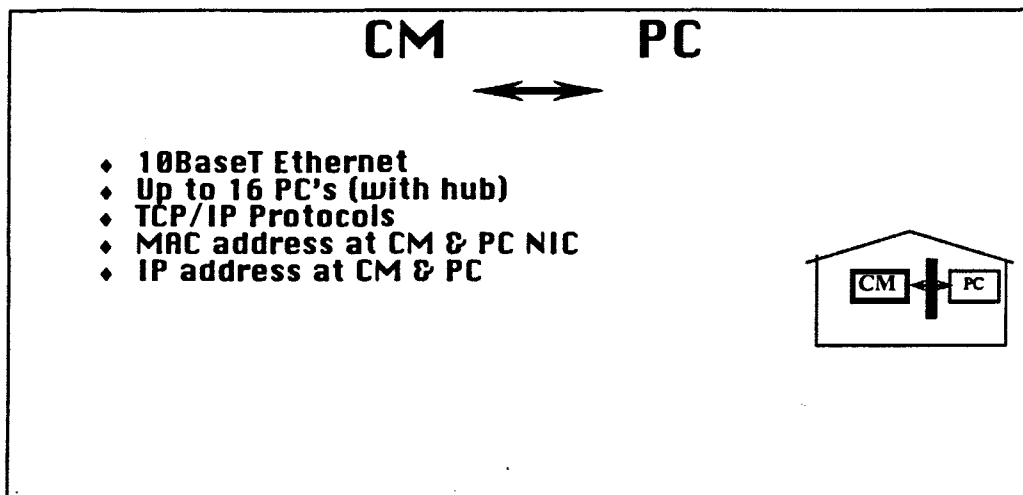 CM PC
♦ 10BaseT Ethernet
♦ Up to 16 PC's (with hub)
♦ TCP/IP Protocols
♦ MAC address at CM & PC NIC
♦ IP address at CM & PC
CM PC